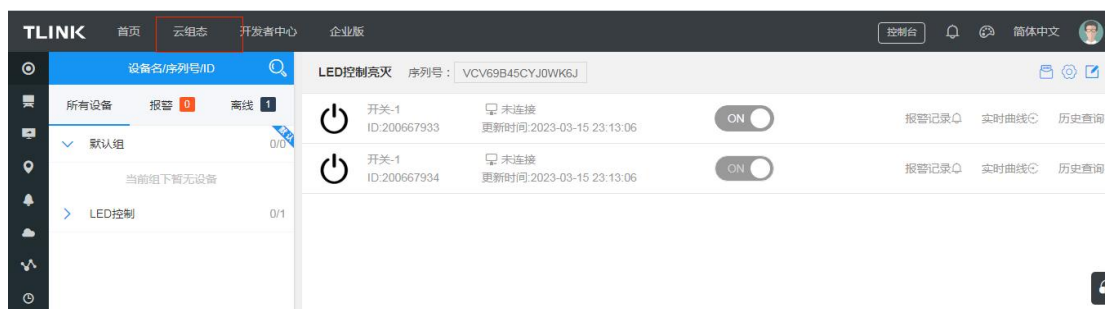 TLINK 首页 云组态 开发者中心 企业版 控制台 简体中文
设备名/序列号/ID LED控制亮灭 序列号： VCV69B45CYJ0WK6J
所有设备 报警 0 离线 1
默认组 0/0 默认
当前组下暂无设备
LED控制 0/1
开关-1 未连接 ON 报警记录 实时曲线 历史查询
ID:200667933 更新时间:2023-03-15 23:13:06
开关-1 未连接 ON 报警记录 实时曲线 历史查询
ID:200667934 更新时间:2023-03-15 23:13:06